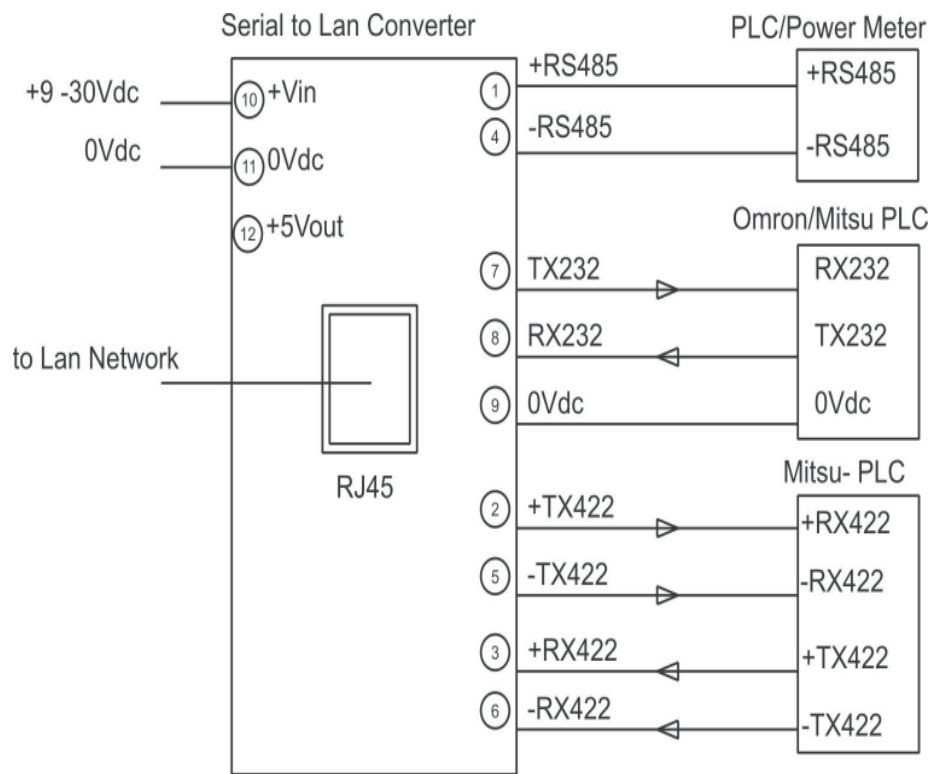 Serial to Lan Converter
PLC/Power Meter
+9 -30Vdc
10 +Vin
0Vdc
11 0Vdc
12 +5Vout
to Lan Network
RJ45
1 +RS485
+RS485
4 -RS485
-RS485
Omron/Mitsu PLC
7 TX232
RX232
8 RX232
TX232
9 0Vdc
0Vdc
Mitsu- PLC
2 +TX422
+RX422
5 -TX422
-RX422
3 +RX422
+TX422
6 -RX422
-TX422